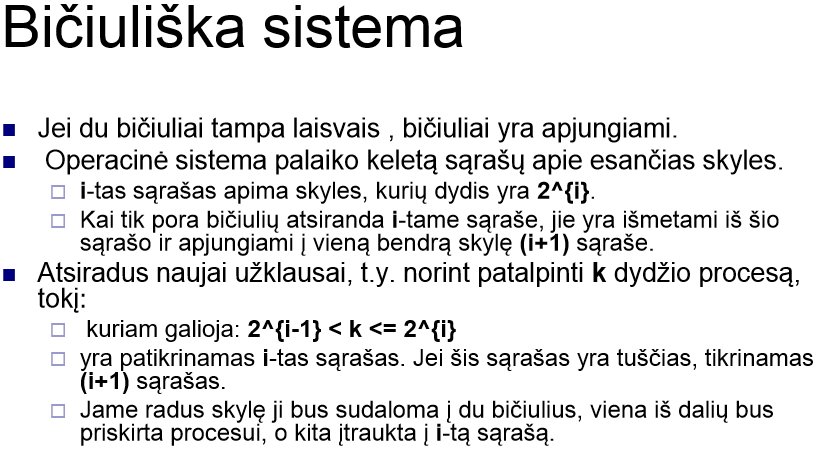 Bičiuliška sistema
Jei du bičiuliai tampa laisvais , bičiuliai yra apjungiami.
Operacinė sistema palaiko keletą sąrašų apie esančias skyles.
i-tas sąrašas apima skyles, kurių dydis yra 2^{i}.
Kai tik pora bičiulių atsiranda i-tame sąraše, jie yra išmetami iš šio
sąrašo ir apjungiami į vieną bendrą skylę (i+1) sąraše.
Atsiradus naujai užklausai, t.y. norint patalpinti k dydžio procesą,
tokį:
kuriam galioja: 2^{i-1} < k <= 2^{i}
yra patikrinamas i-tas sąrašas. Jei šis sąrašas yra tuščias, tikrinamas
(i+1) sąrašas.
Jame radus skylę ji bus sudaloma į du bičiulius, viena iš dalių bus
priskirta procesui, o kita įtraukta į i-tą sąrašą.